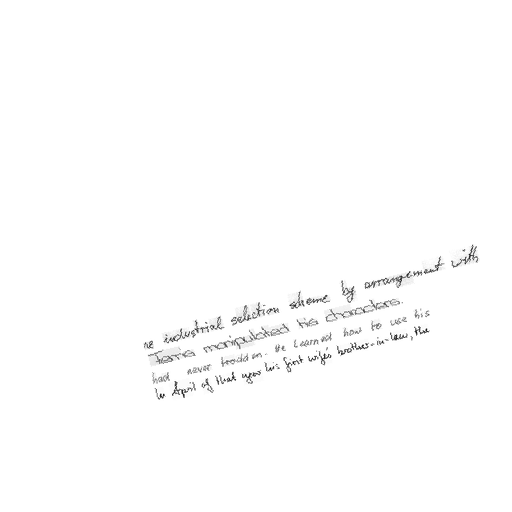 ne industrial selection scheme by arrangement with
manipulated his characters.
had never trodden. He learned how to use his
In April of that year his first wife's brother-in-law, the